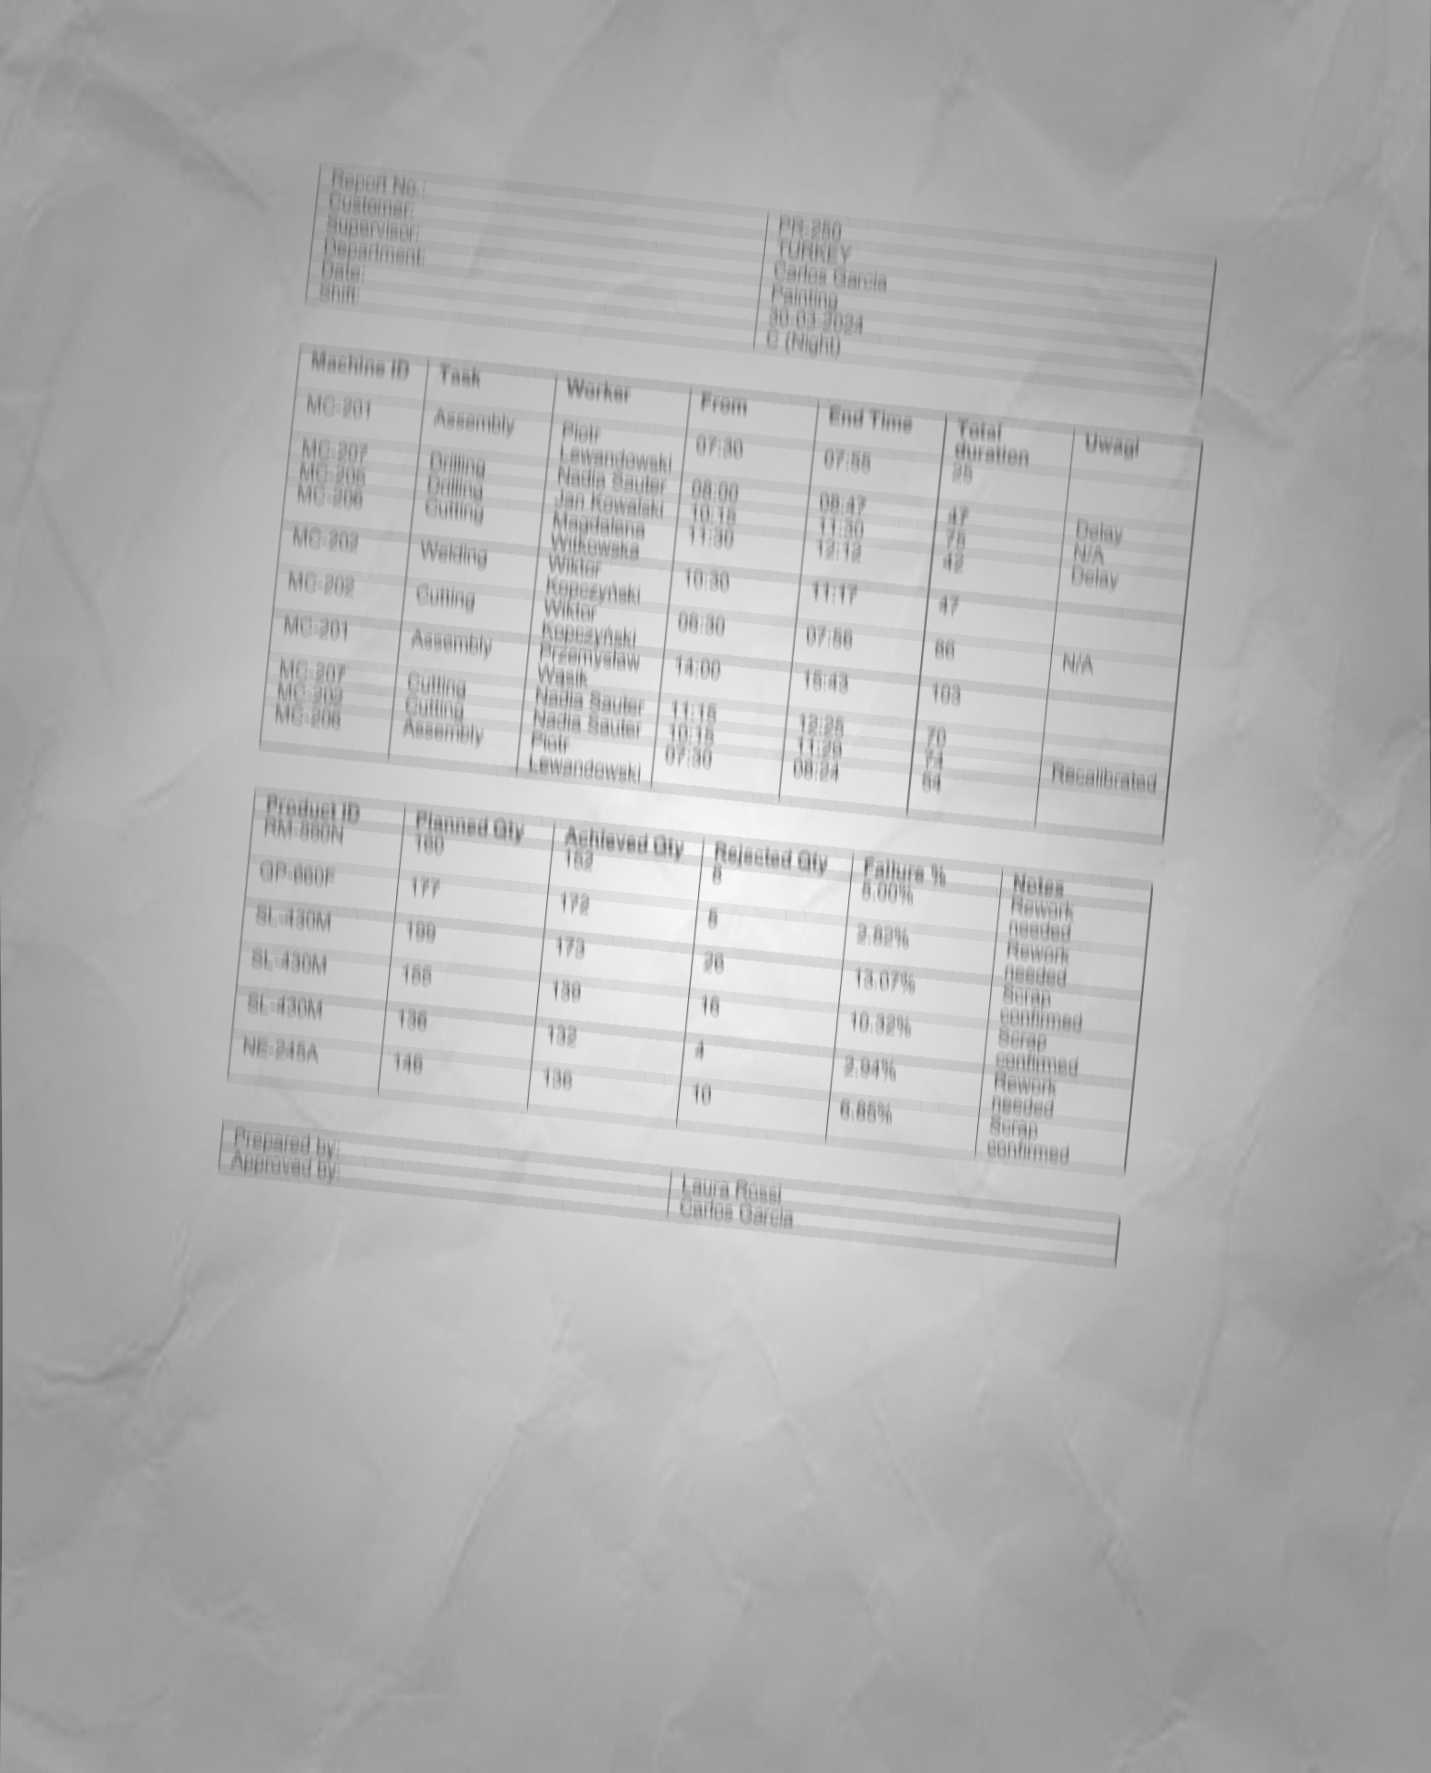 Report No.: PR-250
Customer: TURKEY
Supervisor: Carlos Garcia
Department: Painting
Date: 30.03.2024
Shift: C (Night)
Machine ID Task Worker From End Time Total duration Uwagi
MC-201 Assembly Piotr Lewandowski 07:30 07:55 25
MC-207 Drilling Nadia Sauter 08:00 08:47 47 Delay
MC-205 Drilling Jan Kowalski 10:15 11:30 75 N/A
MC-206 Cutting Magdalena Witkowska 11:30 12:12 42 Delay
Welding Wiktor Kopczyński 10:30 11:17 47
MC-202 Cutting Wiktor Kopczyński 06:30 07:56 86 N/A
MC-201 Assembly Przemysław Wąsik 14:00 15:43 103
MC-207 Cutting Nadia Sauter 11:15 12:25 70
MC-202 Cutting Nadia Sauter 10:15 11:29 74 Recalibrated
MC-206 Assembly Piotr Lewandowski 07:30 08:24 54
Product ID Planned Qty Achieved Qty Rejected Qty Failure % Notes
160 152 8 5.00% Rework needed
177 172 5 2.82% Rework needed
SL-430M 199 173 26 13.07% Scrap confirmed
SL-430M 155 139 16 10.32% Scrap confirmed
SL-430M 136 132 4 2.94% Rework needed
NE-245A 146 136 10 6.85% Scrap confirmed
Prepared by: Laura Rossi
Approved by: Carlos Garcia